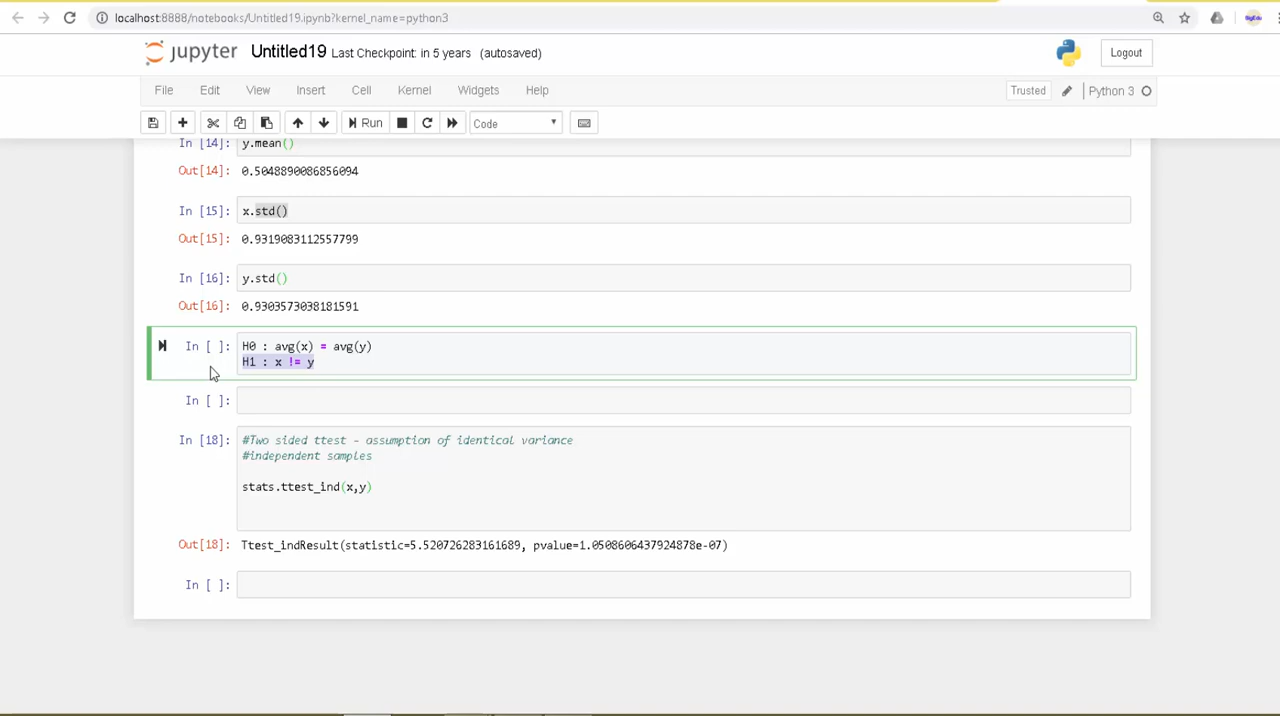 localhost:8888/notebooks/Untitled19.ipynb?kernel_name=python3
jupyter Untitled19 Last Checkpoint: in 5 years (autosaved)
Logout
File Edit View Insert Cell Kernel Widgets Help
Trusted Python 3
Run Code
In [14]: y.mean()
Out[14]: 0.5048890086856094
In [15]: x.std()
Out[15]: 0.9319083112557799
In [16]: y.std()
Out[16]: 0.9303573038181591
In [ ]: H0 : avg(x) = avg(y)
H1 : x != y
In [ ]:
In [18]: #Two sided ttest - assumption of identical variance
#independent samples
stats.ttest_ind(x,y)
Out[18]: Ttest_indResult(statistic=5.520726283161689, pvalue=1.0508606437924878e-07)
In [ ]: